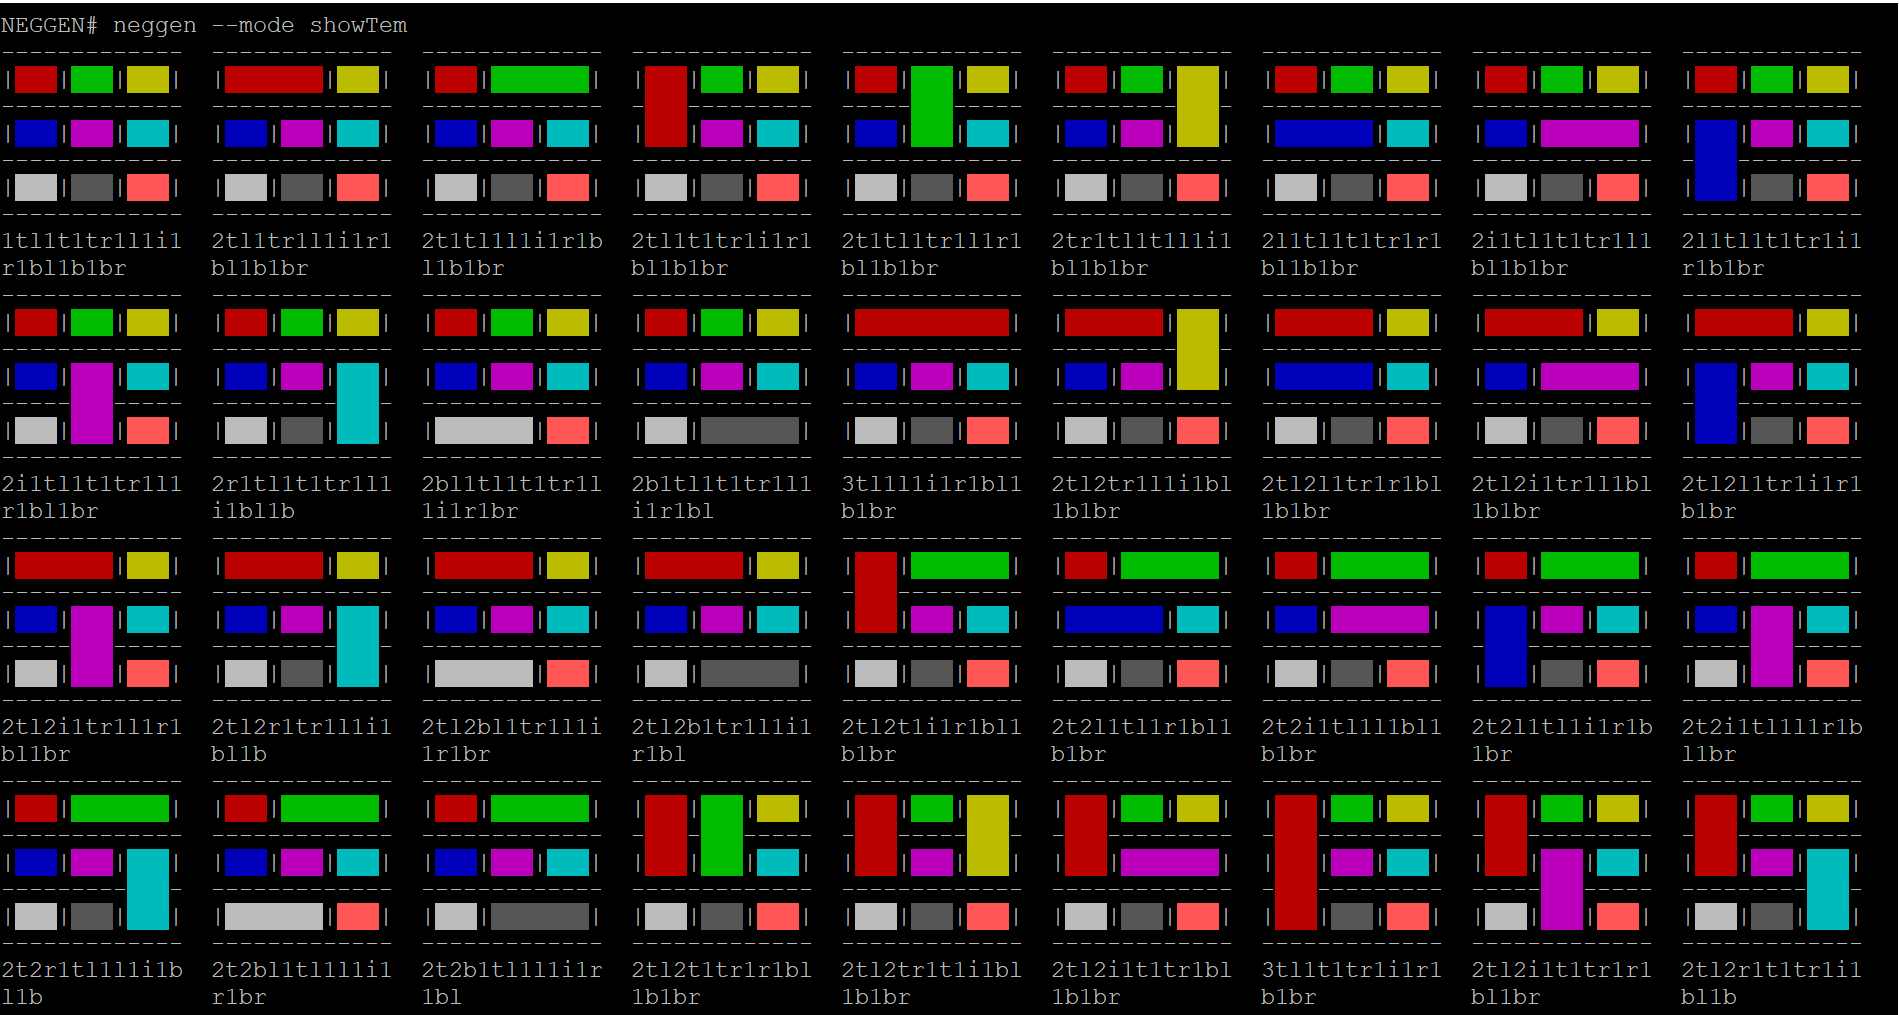 NEGGEN# neggen --mode showTem
1tl1t1tr1l1i1 2tl1tr1l1i1r1 2t1tl1l1i1r1b 2tl1t1tr1i1r1 2t1tl1tr1l1r1 2tr1tl1t1l1i1 2l1tl1t1tr1r1 2i1tl1t1tr1l1 2l1tl1t1tr1i1
r1bl1b1br bl1b1br l1b1br bl1b1br bl1b1br bl1b1br bl1b1br bl1b1br r1b1br
2i1tl1t1tr1l1 2r1tl1t1tr1l1 2bl1tl1t1tr1l 2b1tl1t1tr1l1 3tl1l1i1r1bl1 2tl2tr1l1i1bl 2tl2l1tr1r1bl 2tl2i1tr1l1bl 2tl2l1tr1i1r1
r1bl1br i1bl1b 1i1r1br i1r1bl b1br 1b1br 1b1br 1b1br b1br
2tl2i1tr1l1r1 2tl2r1tr1l1i1 2tl2bl1tr1l1i 2tl2b1tr1l1i1 2tl2t1i1r1bl1 2t2l1tl1r1bl1 2t2i1tl1l1bl1 2t2l1tl1i1r1b 2t2i1tl1l1r1b
bl1br bl1b 1r1br r1bl b1br b1br b1br 1br l1br
2t2r1tl1l1i1b 2t2bl1tl1l1i1 2t2b1tl1l1i1r 2tl2t1tr1r1bl 2tl2tr1t1i1bl 2tl2i1t1tr1bl 3tl1t1tr1i1r1 2tl2i1t1tr1r1 2tl2r1t1tr1i1
l1b r1br 1bl 1b1br 1b1br 1b1br b1br bl1br bl1b